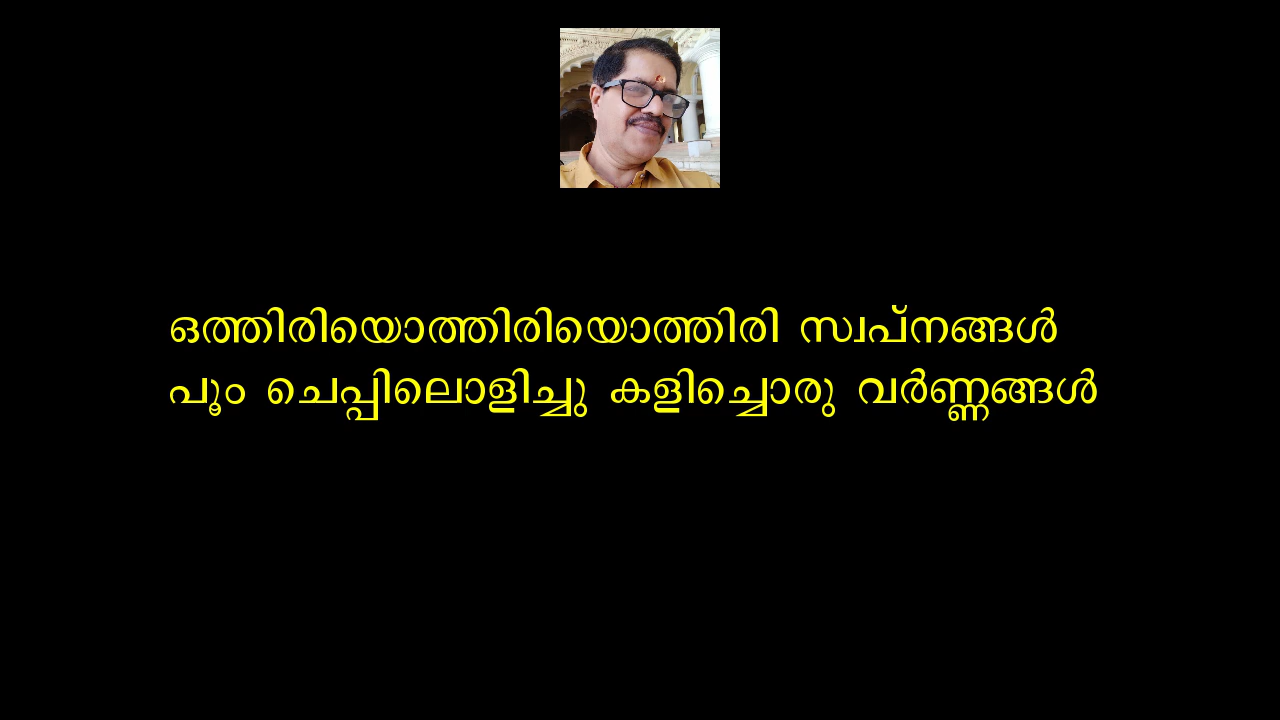 ഒത്തിരിയൊത്തിരിയൊത്തിരി സ്വപ്നങ്ങൾ
പൂം ചെപ്പിലൊളിച്ചു കളിച്ചൊരു വർണ്ണങ്ങൾ